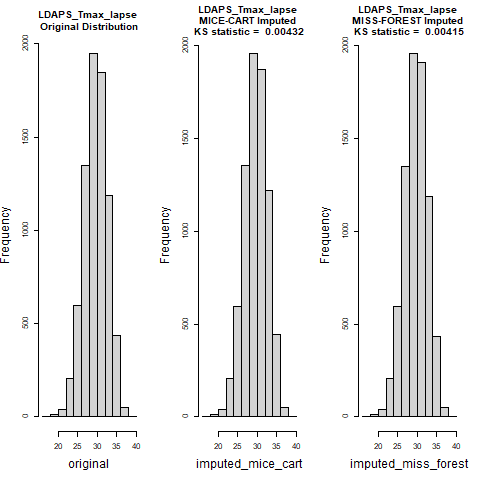 LDAPS_Tmax_lapse
Original Distribution
Frequency
0
500
1000
1500
2000
20 25 30 35 40
original
LDAPS_Tmax_lapse
MICE-CART Imputed
KS statistic = 0.00432
Frequency
0
500
1000
1500
2000
20 25 30 35 40
imputed_mice_cart
LDAPS_Tmax_lapse
MISS-FOREST Imputed
KS statistic = 0.00415
Frequency
0
500
1000
1500
2000
20 25 30 35 40
imputed_miss_forest